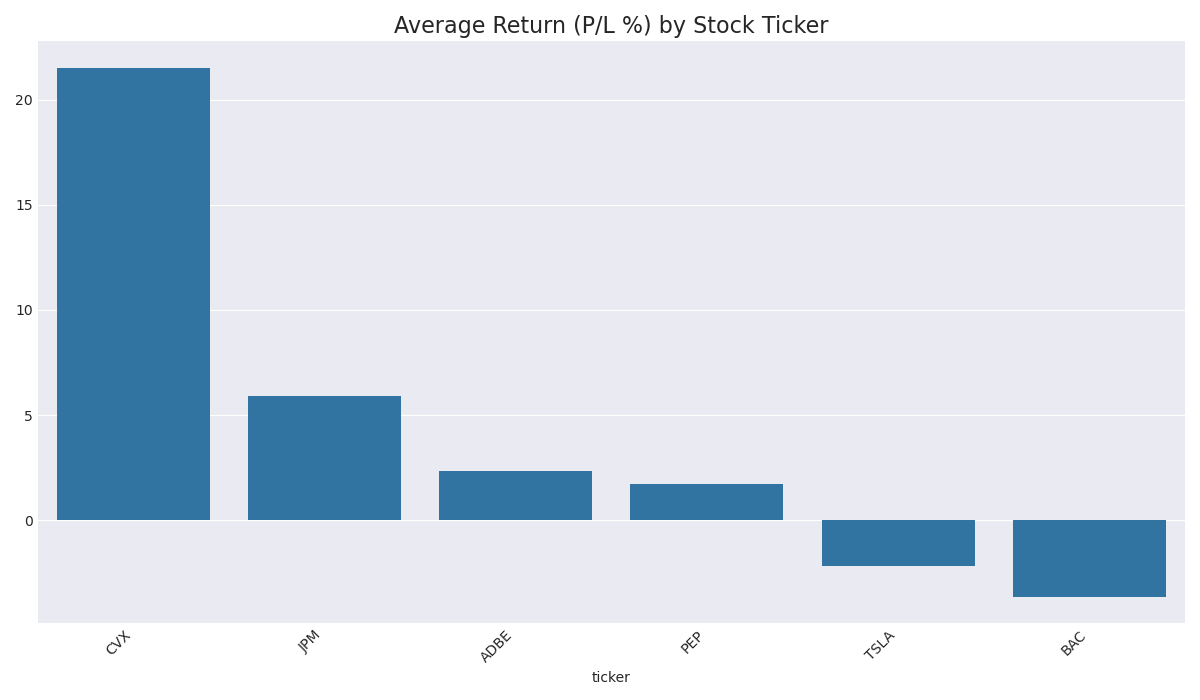 Average Return (P/L %) by Stock Ticker
20
15
10
5
0
CVX
JPM
ADBE
PEP
TSLA
BAC
ticker